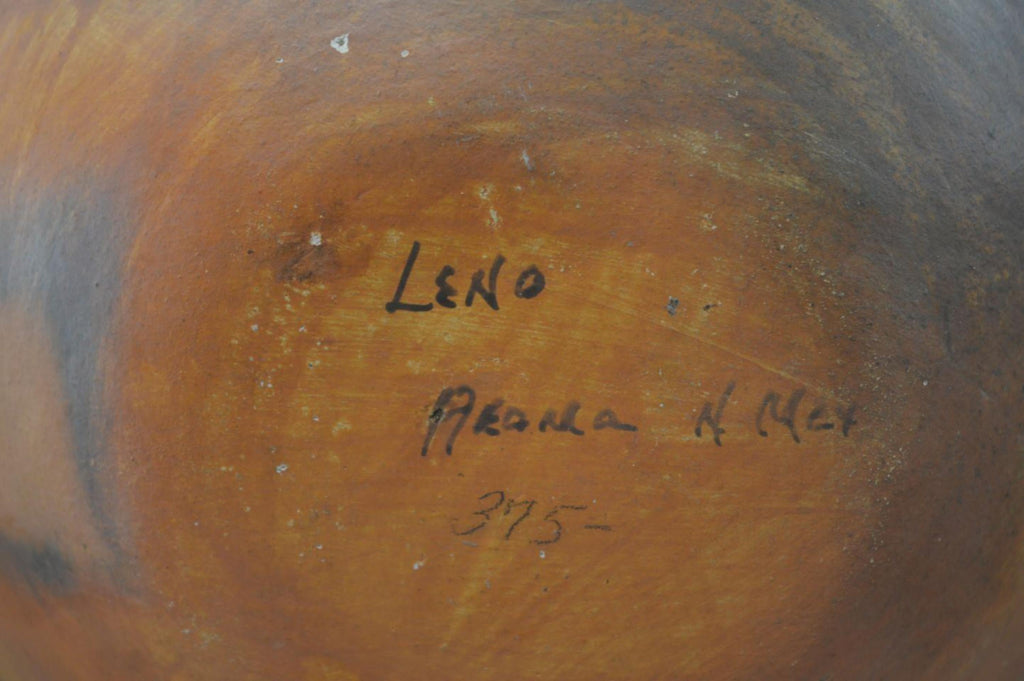 LENO
Acoma N Mex
375-